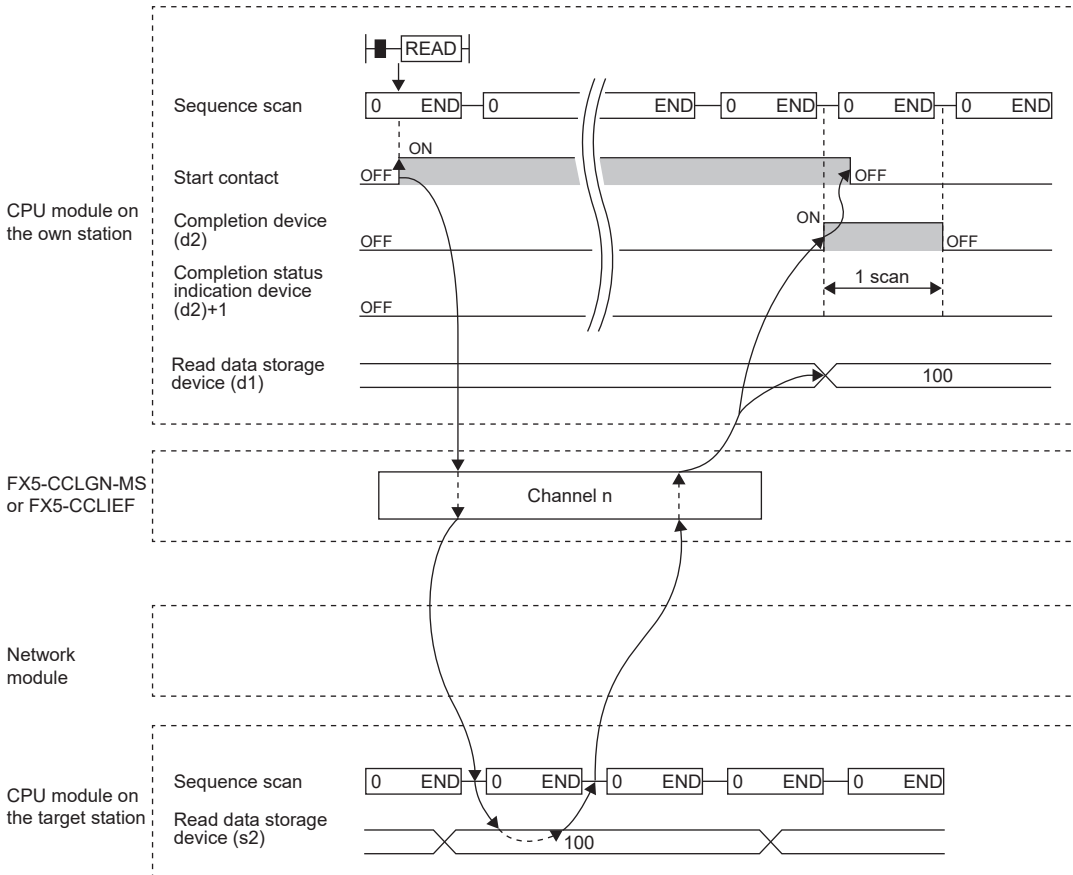 READ
Sequence scan
0 END 0 END 0 END 0 END 0 END
ON
Start contact
OFF
OFF
CPU module on
the own station
Completion device
(d2)
ON
OFF
OFF
Completion status
indication device
(d2)+1
1 scan
OFF
Read data storage
device (d1)
100
FX5-CCLGN-MS
or FX5-CCLIEF
Channel n
Network
module
CPU module on
the target station
Sequence scan
0 END 0 END 0 END 0 END 0 END
Read data storage
device (s2)
100